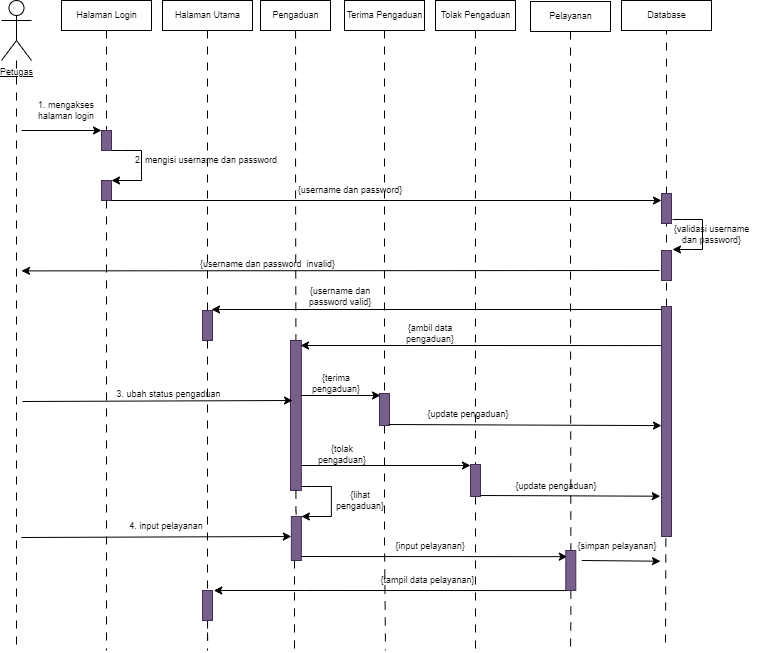 Halaman Login
Halaman Utama
Pengaduan
Terima Pengaduan
Tolak Pengaduan
Pelayanan
Database
Petugas
1. mengakses
halaman login
2. mengisi username dan password
{username dan password}
{validasi username
dan password}
{username dan password invalid}
{username dan
password valid}
{ambil data
pengaduan}
{terima
pengaduan}
3. ubah status pengaduan
{update pengaduan}
{tolak
pengaduan}
{update pengaduan}
{lihat
pengaduan}
4. input pelayanan
{input pelayanan}
{simpan pelayanan}
{tampil data pelayanan}